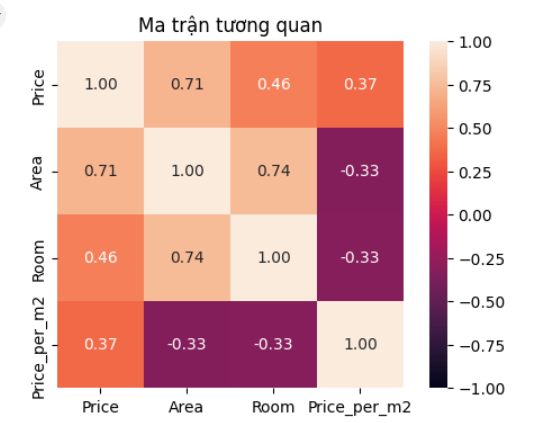 Ma trận tương quan
Price 1.00 0.71 0.46 0.37
Area 0.71 1.00 0.74 -0.33
Room 0.46 0.74 1.00 -0.33
Price_per_m2 0.37 -0.33 -0.33 1.00
Price Area Room Price_per_m2
1.00
0.75
0.50
0.25
0.00
−0.25
−0.50
−0.75
−1.00